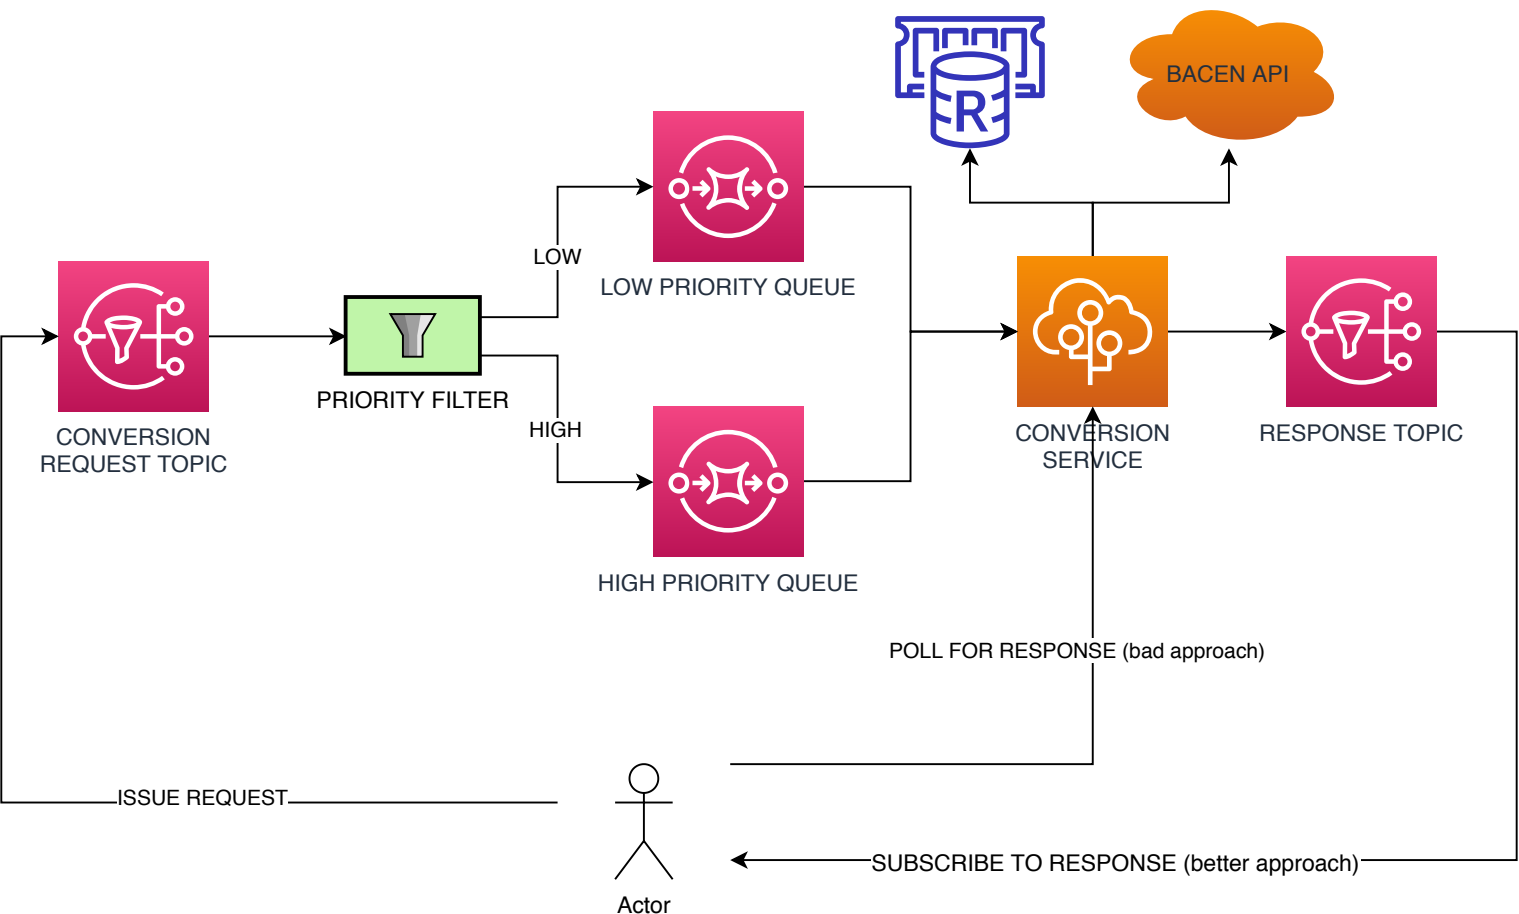 BACEN API
R
LOW
LOW PRIORITY QUEUE
PRIORITY FILTER
HIGH
CONVERSION
REQUEST TOPIC
CONVERSION
SERVICE
RESPONSE TOPIC
HIGH PRIORITY QUEUE
POLL FOR RESPONSE (bad approach)
ISSUE REQUEST
SUBSCRIBE TO RESPONSE (better approach)
Actor